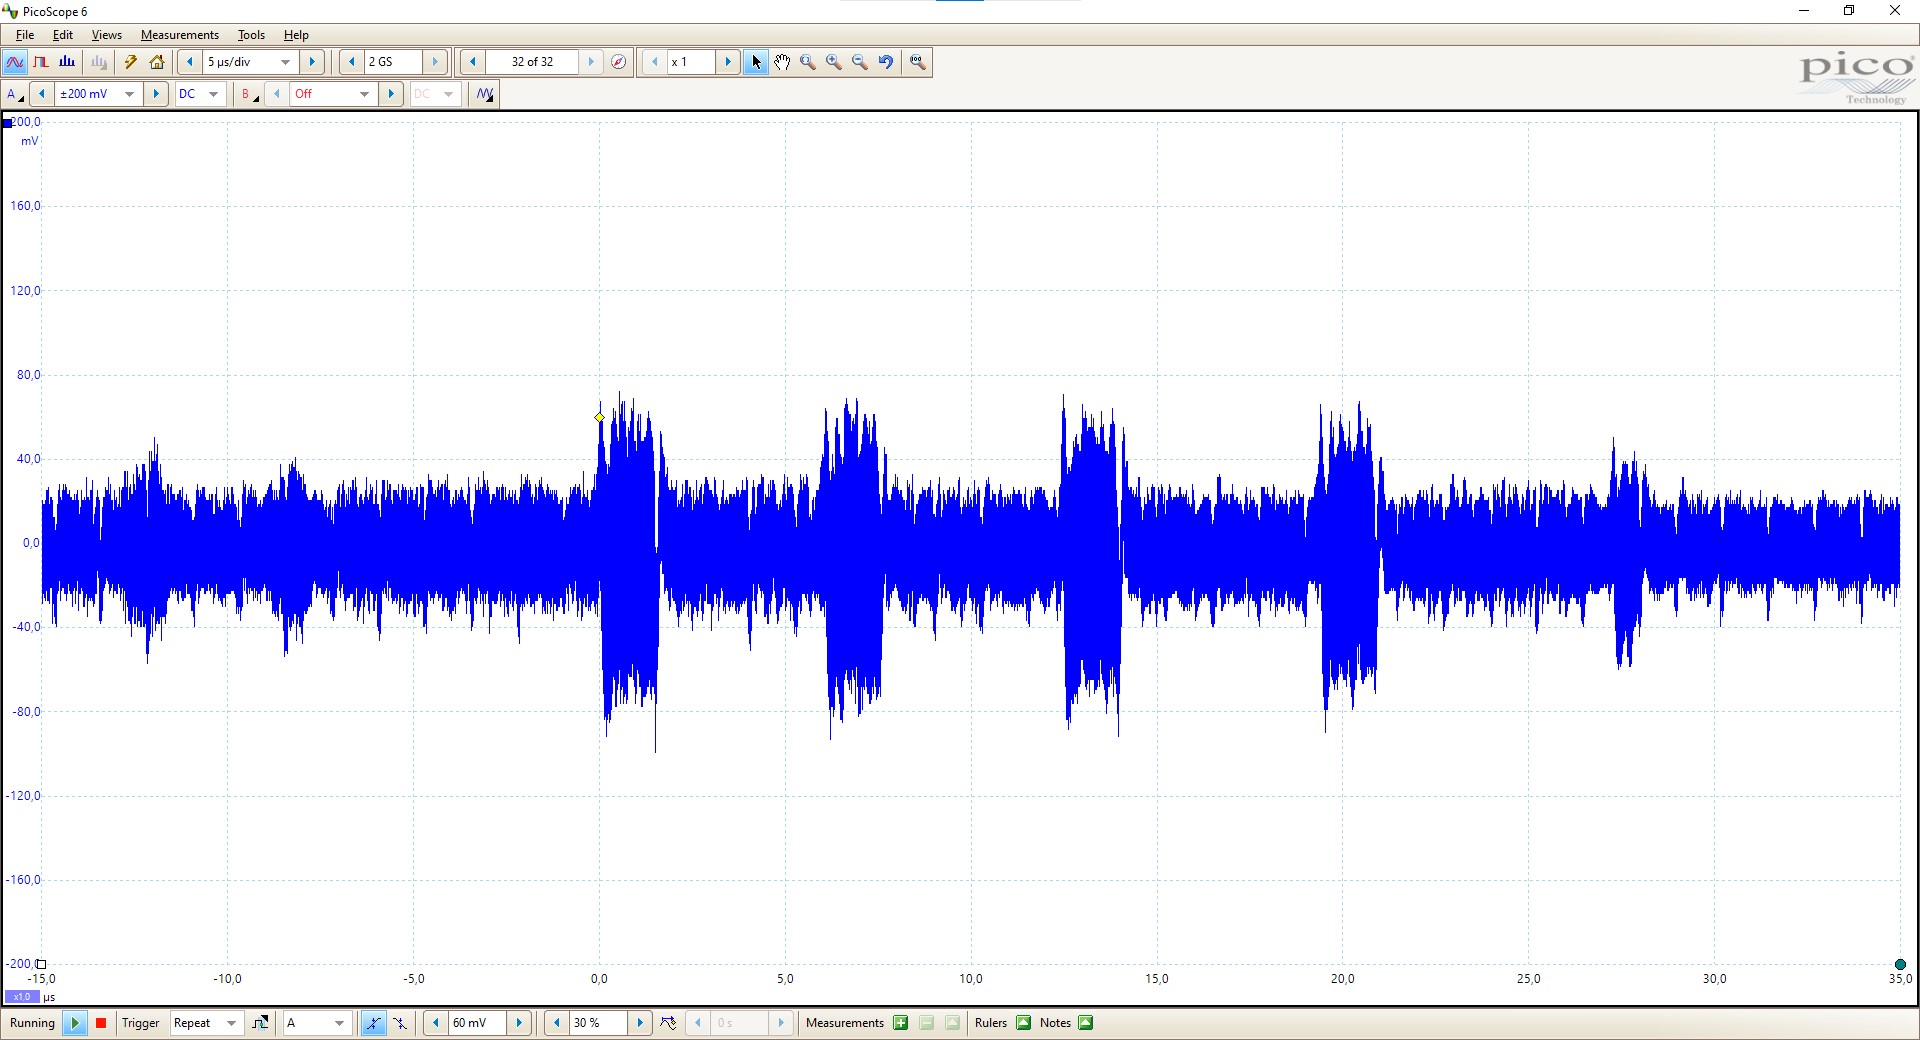 PicoScope 6
File Edit Views Measurements Tools Help
5 µs/div 2 GS 32 of 32 x 1
A ±200 mV DC B Off DC
pico
Technology
200,0
mV
160,0
120,0
80,0
40,0
0,0
-40,0
-80,0
-120,0
-160,0
-200,0
-15,0 -10,0 -5,0 0,0 5,0 10,0 15,0 20,0 25,0 30,0 35,0
x1.0 µs
Running Trigger Repeat A 60 mV 30 % 0 s Measurements Rulers Notes